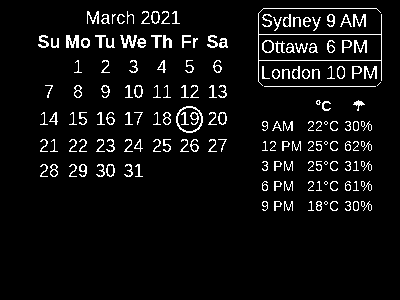 March 2021
Su Mo Tu We Th Fr Sa
1 2 3 4 5 6
7 8 9 10 11 12 13
14 15 16 17 18 19 20
21 22 23 24 25 26 27
28 29 30 31
Sydney 9 AM
Ottawa 6 PM
London 10 PM
°C ☂
9 AM 22°C 30%
12 PM 25°C 62%
3 PM 25°C 31%
6 PM 21°C 61%
9 PM 18°C 30%